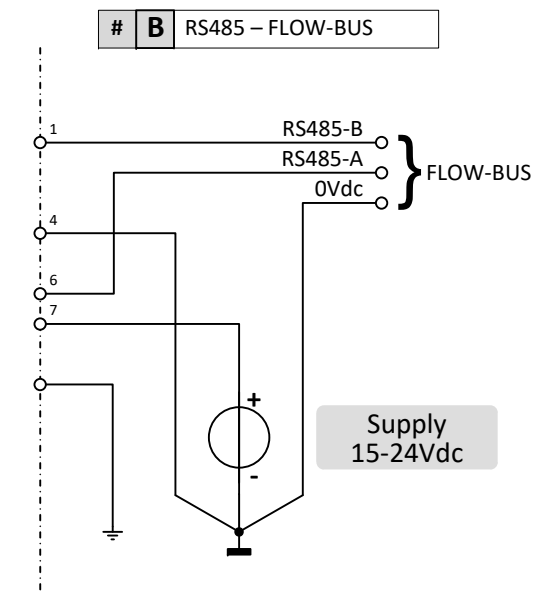 # B RS485 – FLOW-BUS
1
RS485-B
RS485-A
0Vdc
FLOW-BUS
4
6
7
+
-
Supply
15-24Vdc